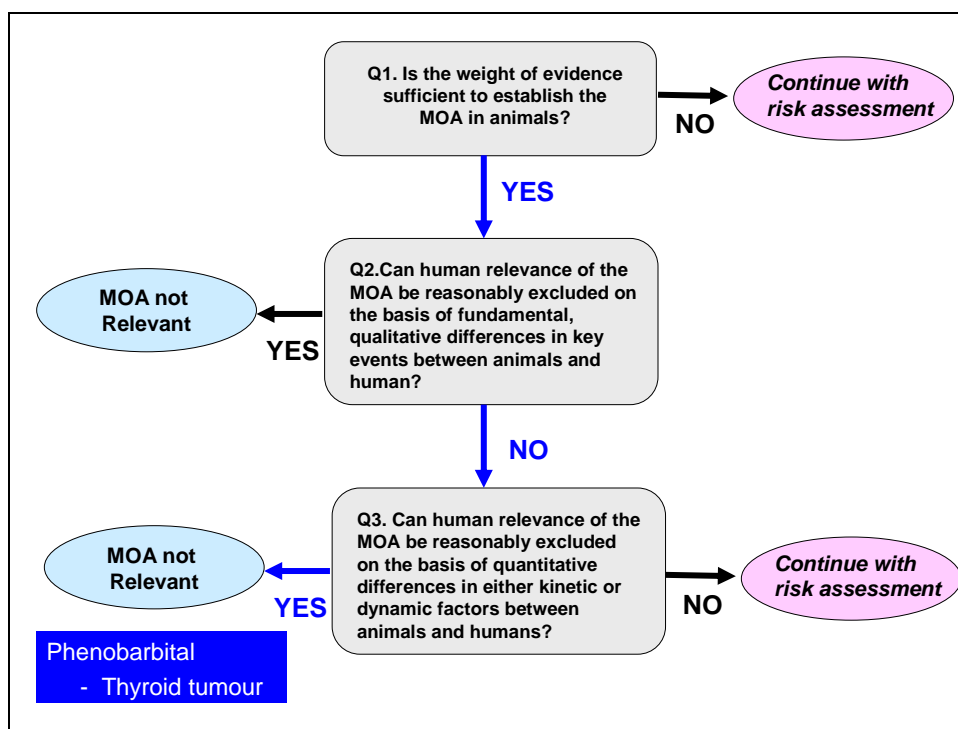 Q1. Is the weight of evidence
sufficient to establish the
MOA in animals?
NO
Continue with
risk assessment
YES
Q2.Can human relevance of the
MOA be reasonably excluded on
the basis of fundamental,
qualitative differences in key
events between animals and
human?
YES
MOA not
Relevant
NO
Q3. Can human relevance of the
MOA be reasonably excluded
on the basis of quantitative
differences in either kinetic or
dynamic factors between
animals and humans?
YES
MOA not
Relevant
NO
Continue with
risk assessment
Phenobarbital
- Thyroid tumour